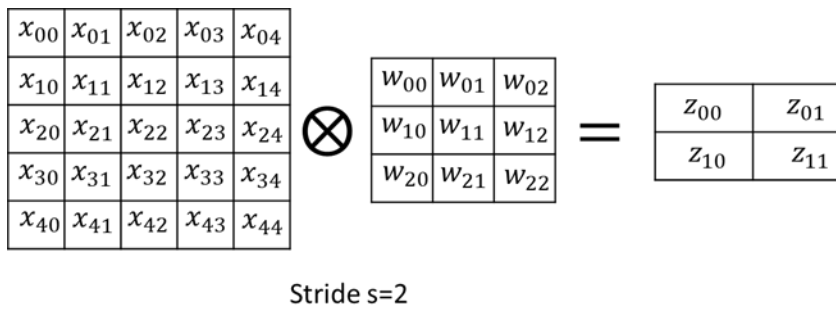 x₀₀ x₀₁ x₀₂ x₀₃ x₀₄
x₁₀ x₁₁ x₁₂ x₁₃ x₁₄
x₂₀ x₂₁ x₂₂ x₂₃ x₂₄
x₃₀ x₃₁ x₃₂ x₃₃ x₃₄
x₄₀ x₄₁ x₄₂ x₄₃ x₄₄
⊗
w₀₀ w₀₁ w₀₂
w₁₀ w₁₁ w₁₂
w₂₀ w₂₁ w₂₂
=
z₀₀ z₀₁
z₁₀ z₁₁
Stride s=2